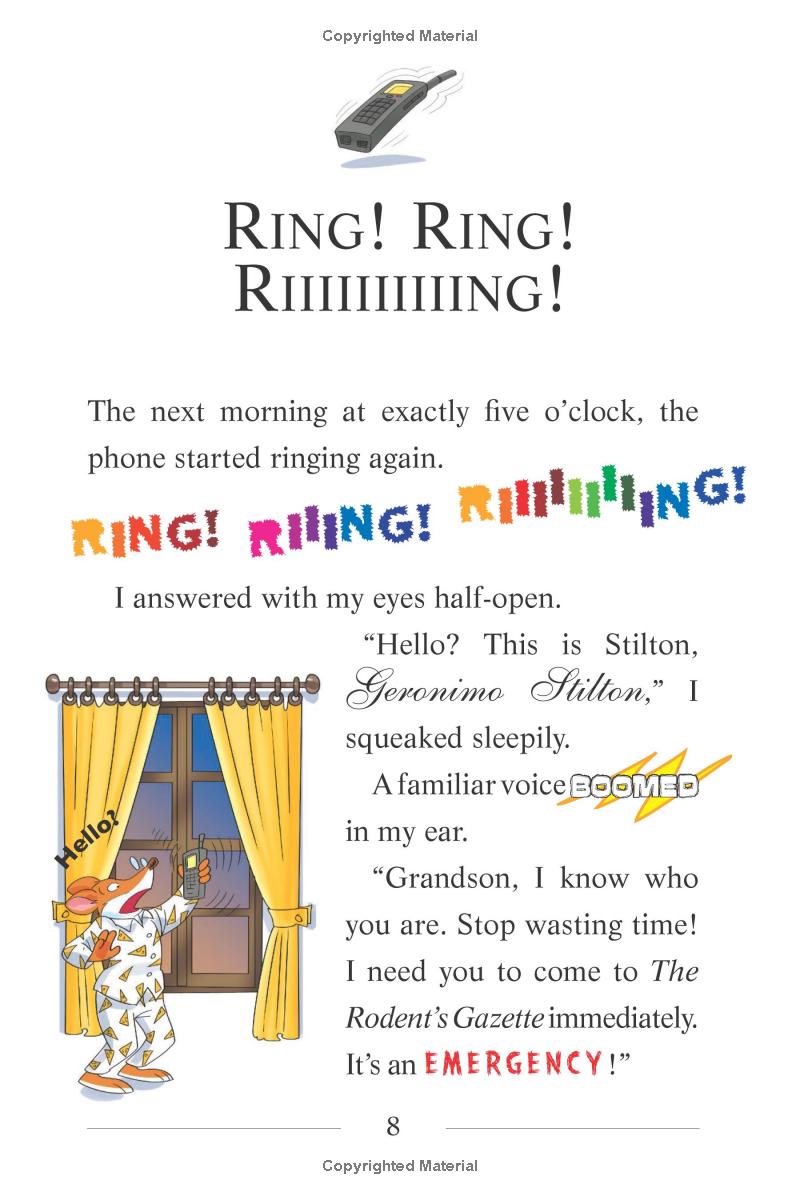 Copyrighted Material
RING! RING!
RIIIIIIIIIING!
The next morning at exactly five o’clock, the
phone started ringing again.
RING! RIIING! RIIIIIIIING!
I answered with my eyes half-open.
“Hello? This is Stilton,
Geronimo Stilton,” I
squeaked sleepily.
A familiar voice BOOMED
in my ear.
Hello?
“Grandson, I know who
you are. Stop wasting time!
I need you to come to The
Rodent’s Gazette immediately.
It’s an EMERGENCY!”
8
Copyrighted Material